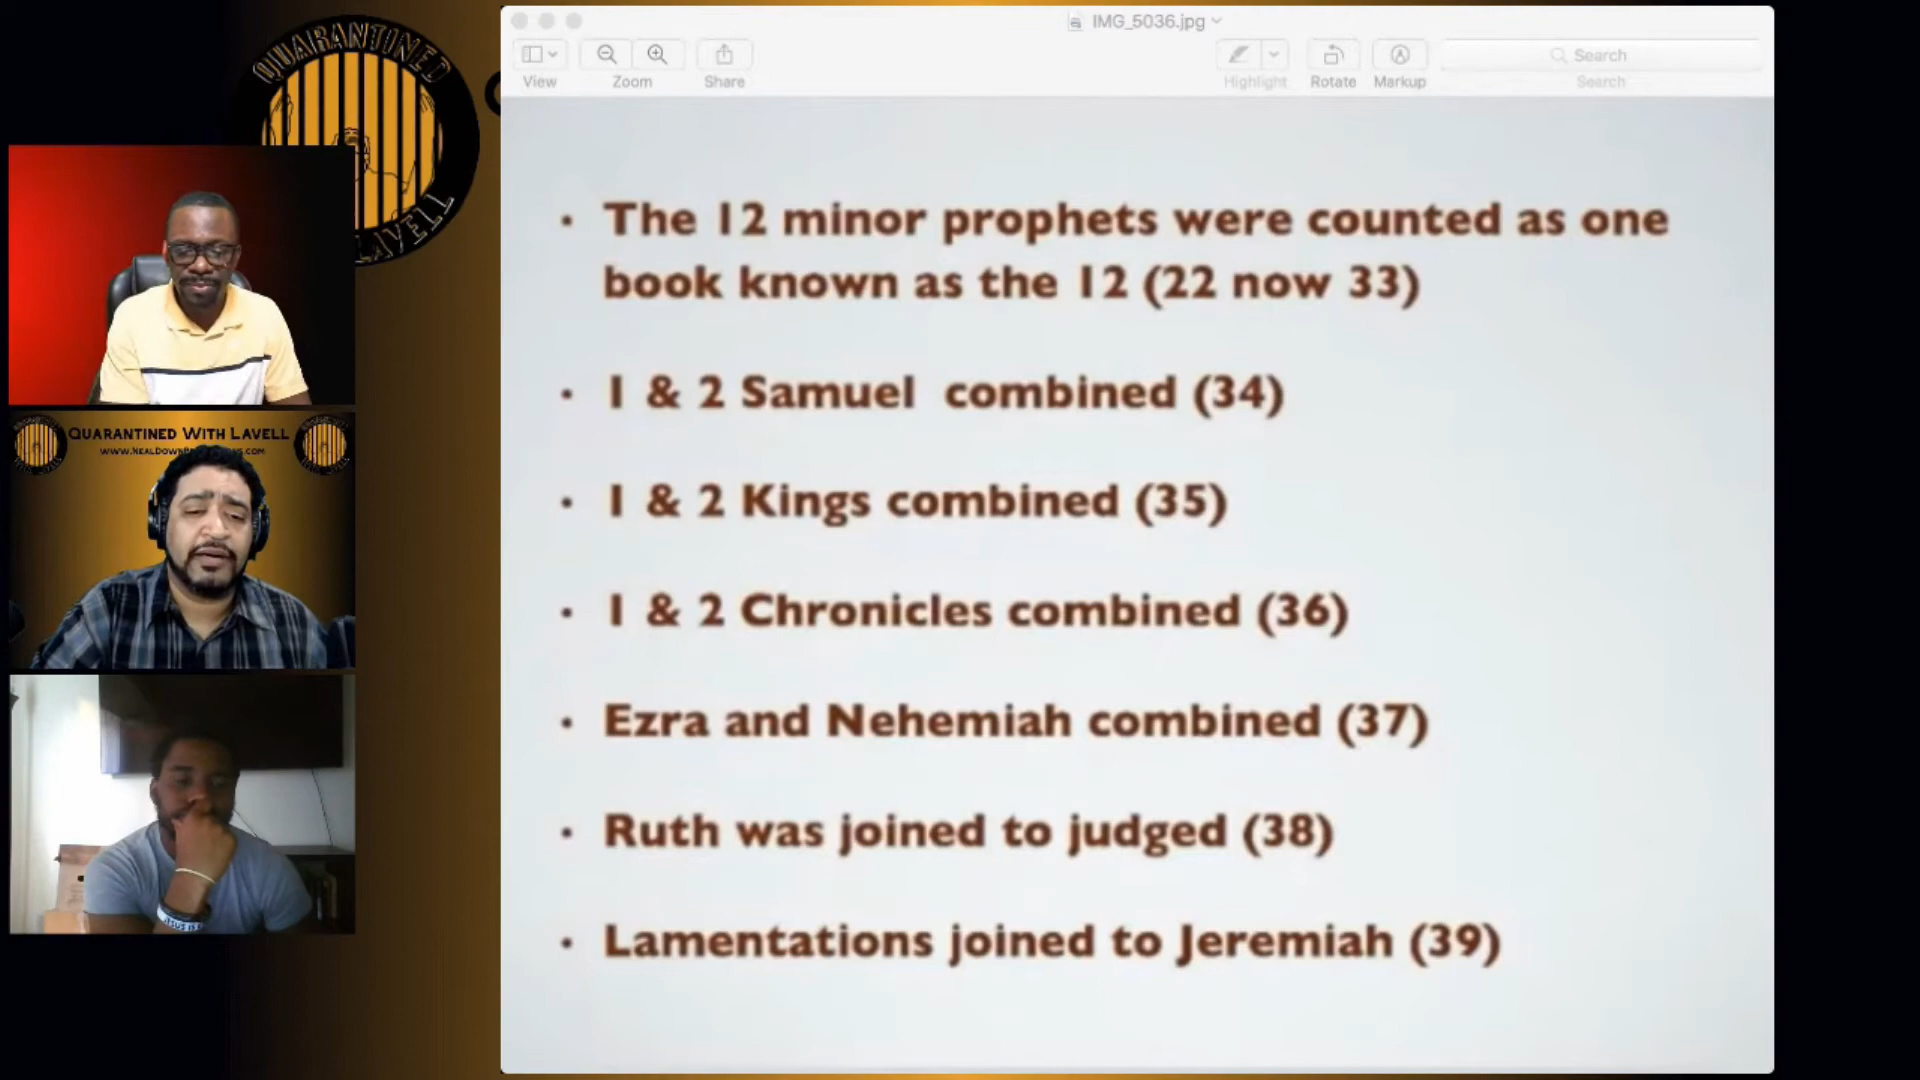 QUARANTINED
LAVELL
QUARANTINED WITH LAVELL
JESUS IS
IMG_5036.jpg
View
Zoom
Share
Highlight
Rotate
Markup
Search
Search
• The 12 minor prophets were counted as one
book known as the 12 (22 now 33)
• 1 & 2 Samuel combined (34)
• 1 & 2 Kings combined (35)
• 1 & 2 Chronicles combined (36)
• Ezra and Nehemiah combined (37)
• Ruth was joined to judged (38)
• Lamentations joined to Jeremiah (39)